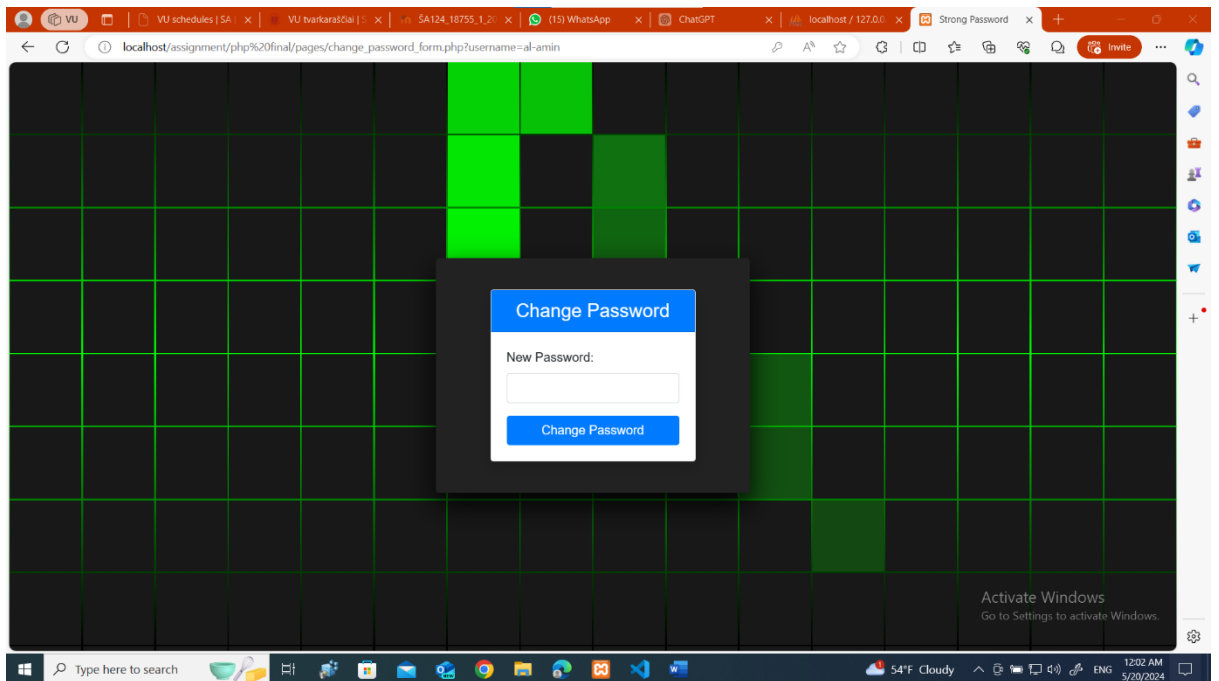 VU
VU schedules | SA |
VU tvarkaraščiai | S
ŠA124_18755_1_20
(15) WhatsApp
ChatGPT
localhost / 127.0.0.
Strong Password
localhost/assignment/php%20final/pages/change_password_form.php?username=al-amin
Invite
Change Password
New Password:
Change Password
Activate Windows
Go to Settings to activate Windows.
Type here to search
54°F Cloudy
ENG
12:02 AM
5/20/2024